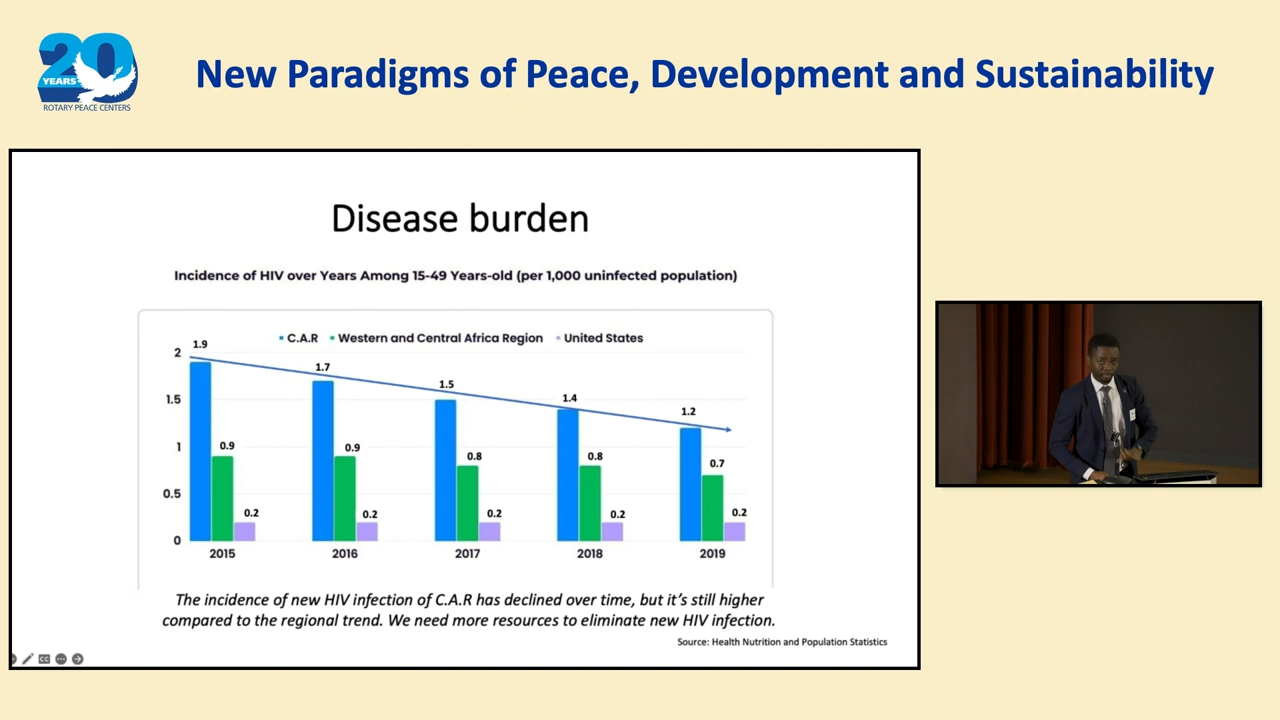 20
YEARS
ROTARY PEACE CENTERS
New Paradigms of Peace, Development and Sustainability
Disease burden
Incidence of HIV over Years Among 15-49 Years-old (per 1,000 uninfected population)
C.A.R Western and Central Africa Region United States
2
1.5
1
0.5
0
1.9 0.9 0.2
1.7 0.9 0.2
1.5 0.8 0.2
1.4 0.8 0.2
1.2 0.7 0.2
2015 2016 2017 2018 2019
The incidence of new HIV infection of C.A.R has declined over time, but it's still higher
compared to the regional trend. We need more resources to eliminate new HIV infection.
Source: Health Nutrition and Population Statistics
CC